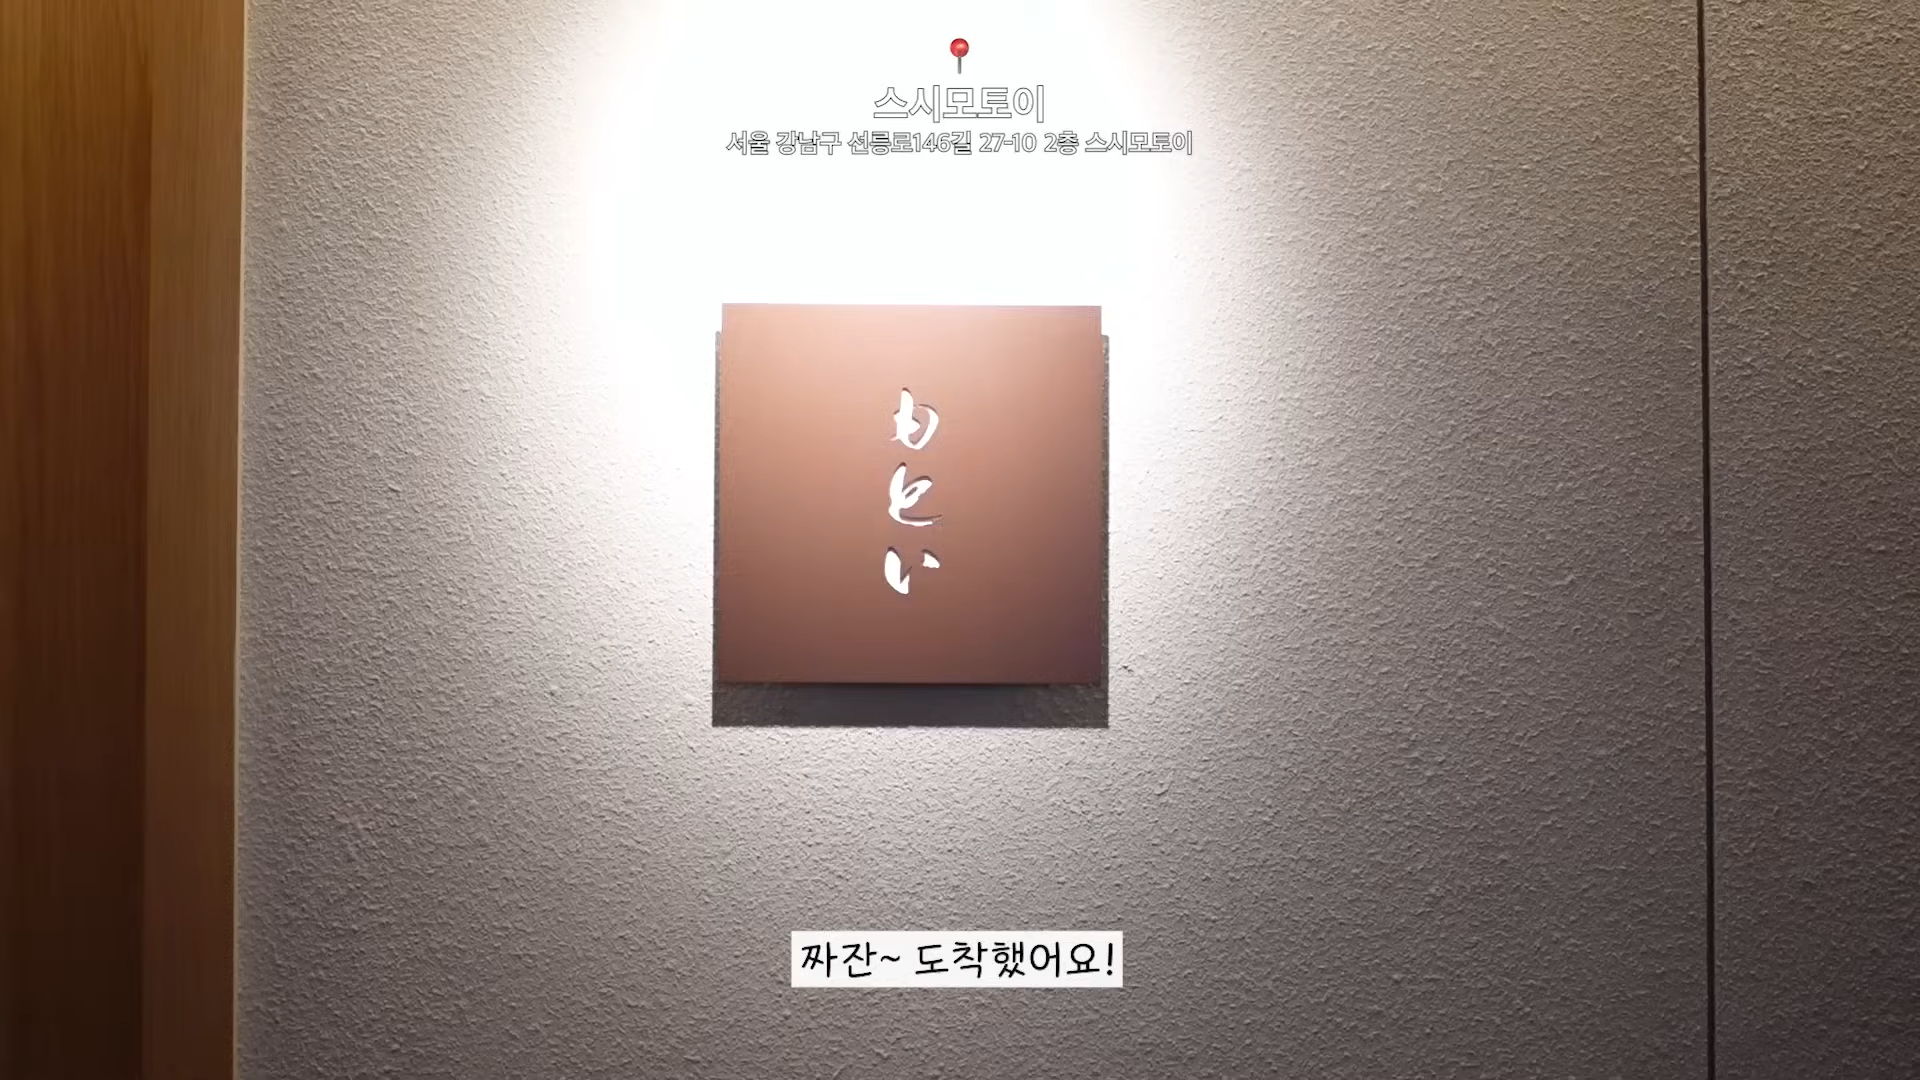 스시모토이
서울 강남구 선릉로146길 27-10 2층 스시모토이
もとい
짜잔~ 도착했어요!